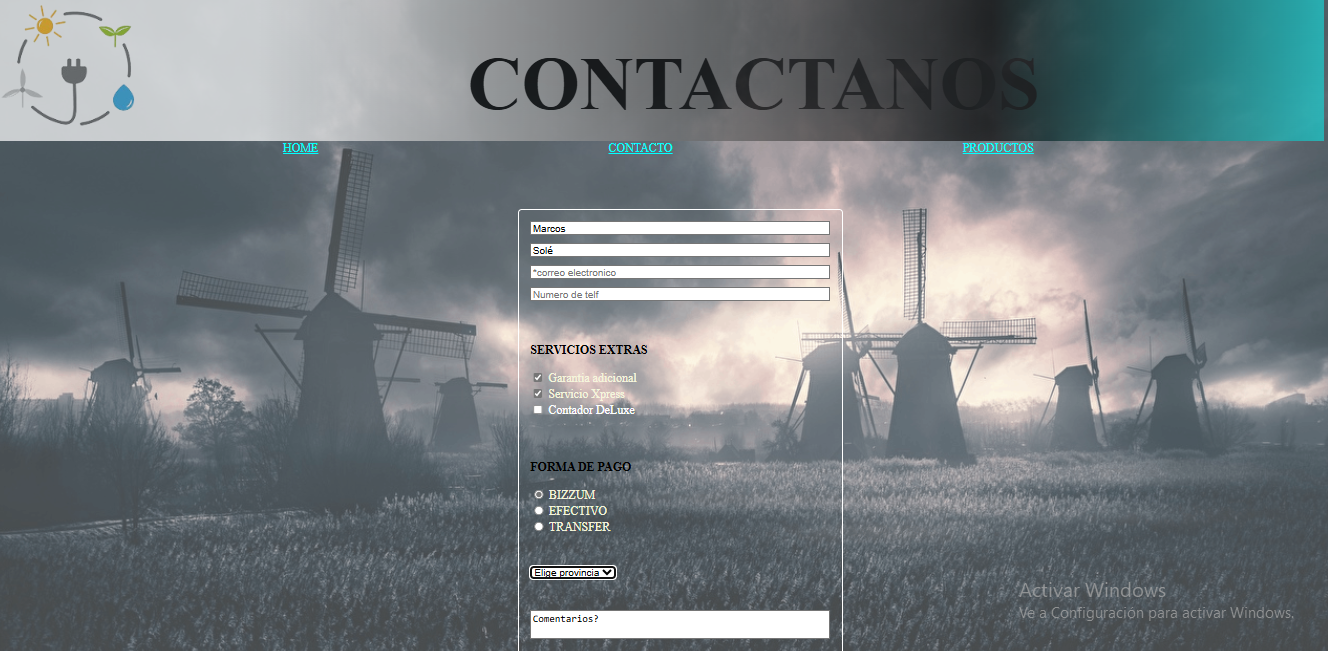 CONTACTANOS
HOME CONTACTO PRODUCTOS
Marcos
Solé
*correo electronico
Numero de telf
SERVICIOS EXTRAS
Garantia adicional
Servicio Xpress
Contador DeLuxe
FORMA DE PAGO
BIZZUM
EFECTIVO
TRANSFER
Elige provincia
Comentarios?
Activar Windows
Ve a Configuración para activar Windows.